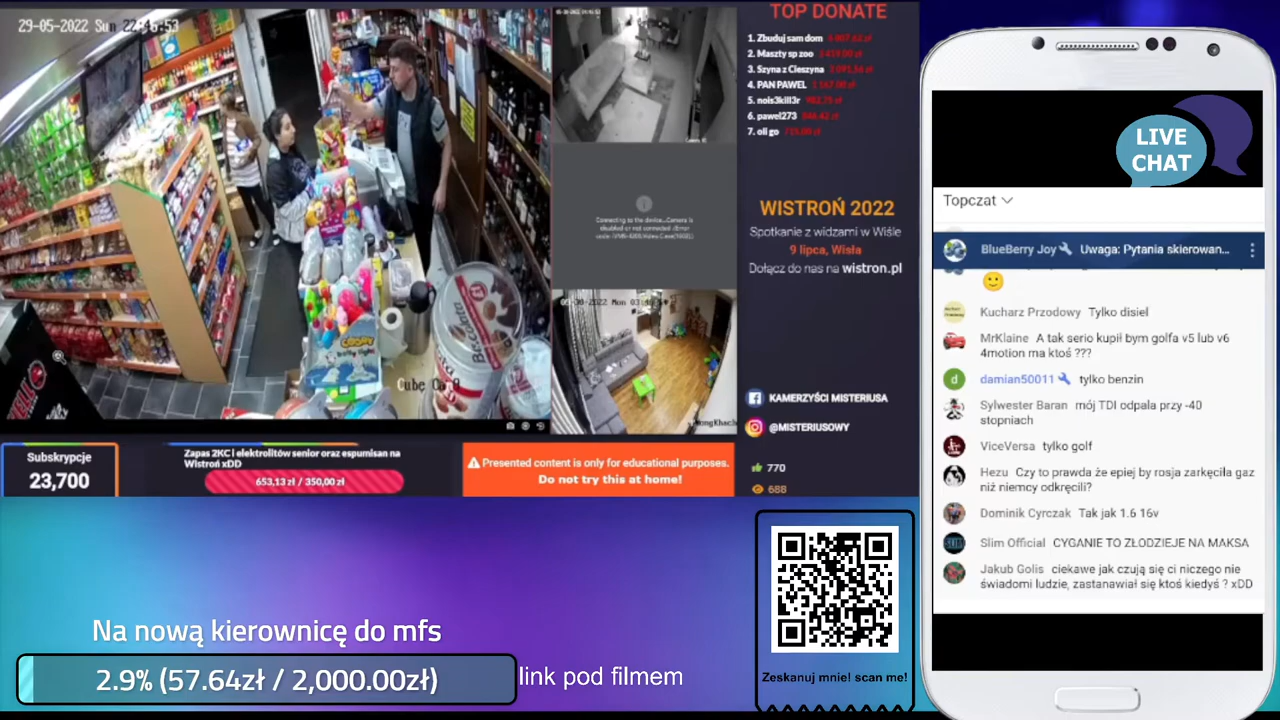 29-05-2022 Sun 22:45:53
Cube Cam
HELLO
TOP DONATE
1. Zbuduj sam dom
2. Maszty sp zoo
3. Szyna z Cieszyna
4. PAN PAWEL
5. nois3kill3r
6. pawel273
7. oli go
WISTROŃ 2022
Spotkanie z widzami w Wiśle
9 lipca, Wisła
Dołącz do nas na wistron.pl
KAMERZYŚCI MISTERIUSA
@MISTERIUSOWY
770
688
Subskrypcje
23,700
Zapas 2KC i elektrolitów senior oraz espumisan na
Wistroń xDD
653,13 zł / 350,00 zł
Presented content is only for educational purposes.
Do not try this at home!
Na nową kierownicę do mfs
2.9% (57.64zł / 2,000.00zł)
link pod filmem
Zeskanuj mnie! scan me!
LIVE
CHAT
Topczat
BlueBerry Joy Uwaga: Pytania skierowan...
Kucharz Przodowy Tylko disiel
MrKlaine A tak serio kupił bym golfa v5 lub v6
4motion ma ktoś ???
damian50011 tylko benzin
Sylwester Baran mój TDI odpala przy -40
stopniach
ViceVersa tylko golf
Hezu Czy to prawda że epiej by rosja zarkęciła gaz
niż niemcy odkręcili?
Dominik Cyrczak Tak jak 1.6 16v
Slim Official CYGANIE TO ZŁODZIEJE NA MAKSA
Jakub Golis ciekawe jak czują się ci niczego nie
świadomi ludzie, zastanawiał się ktoś kiedyś ? xDD